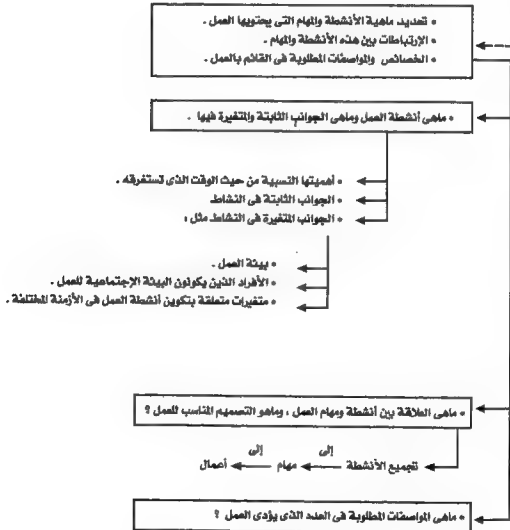 • تحديد ماهية الأنشطة والمهام التى يحتويها العمل .
• الإرتباطات بين هذه الأنشطة والمهام .
• الخصائص والمواصفات المطلوبة فى القائم بالعمل .
• ماهى أنشطة العمل وماهى الجوانب الثابتة والمتغيرة فيها .
• أهميتها النسبية من حيث الوقت الذى تستغرقه .
• الجوانب الثابتة فى النشاط
• الجوانب المتغيرة فى النشاط مثل :
• بيئة العمل .
• الأفراد الذين يكونون البيئة الإجتماعية للعمل .
• متغيرات متعلقة بتكوين أنشطة العمل فى الأزمنة المختلفة .
• ماهى العلاقة بين أنشطة ومهام العمل ، وماهو التصميم المناسب للعمل ؟
تجميع الأنشطة إلى مهام إلى أعمال
• ماهى المواصفات المطلوبة فى العدد الذى يؤدى العمل ؟